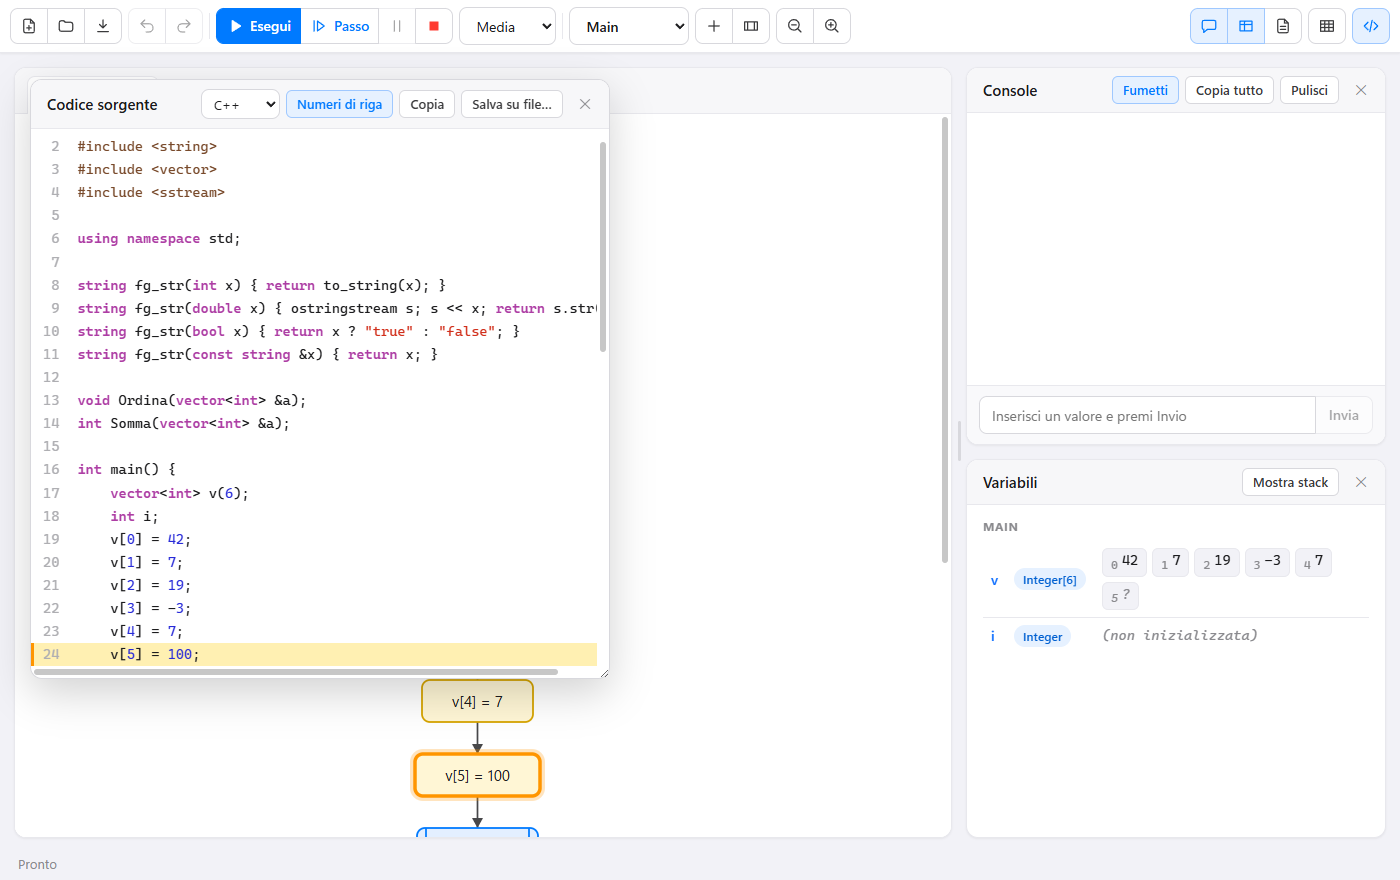 Esegui
Passo
Media
Main
Codice sorgente
C++
Numeri di riga
Copia
Salva su file...
2 #include <string>
3 #include <vector>
4 #include <sstream>
5
6 using namespace std;
7
8 string fg_str(int x) { return to_string(x); }
9 string fg_str(double x) { ostringstream s; s << x; return s.str(
10 string fg_str(bool x) { return x ? "true" : "false"; }
11 string fg_str(const string &x) { return x; }
12
13 void Ordina(vector<int> &a);
14 int Somma(vector<int> &a);
15
16 int main() {
17 vector<int> v(6);
18 int i;
19 v[0] = 42;
20 v[1] = 7;
21 v[2] = 19;
22 v[3] = -3;
23 v[4] = 7;
24 v[5] = 100;
v[4] = 7
v[5] = 100
Console
Fumetti
Copia tutto
Pulisci
Inserisci un valore e premi Invio
Invia
Variabili
Mostra stack
MAIN
v Integer[6] 0 42 1 7 2 19 3 -3 4 7
5 ?
i Integer (non inizializzata)
Pronto